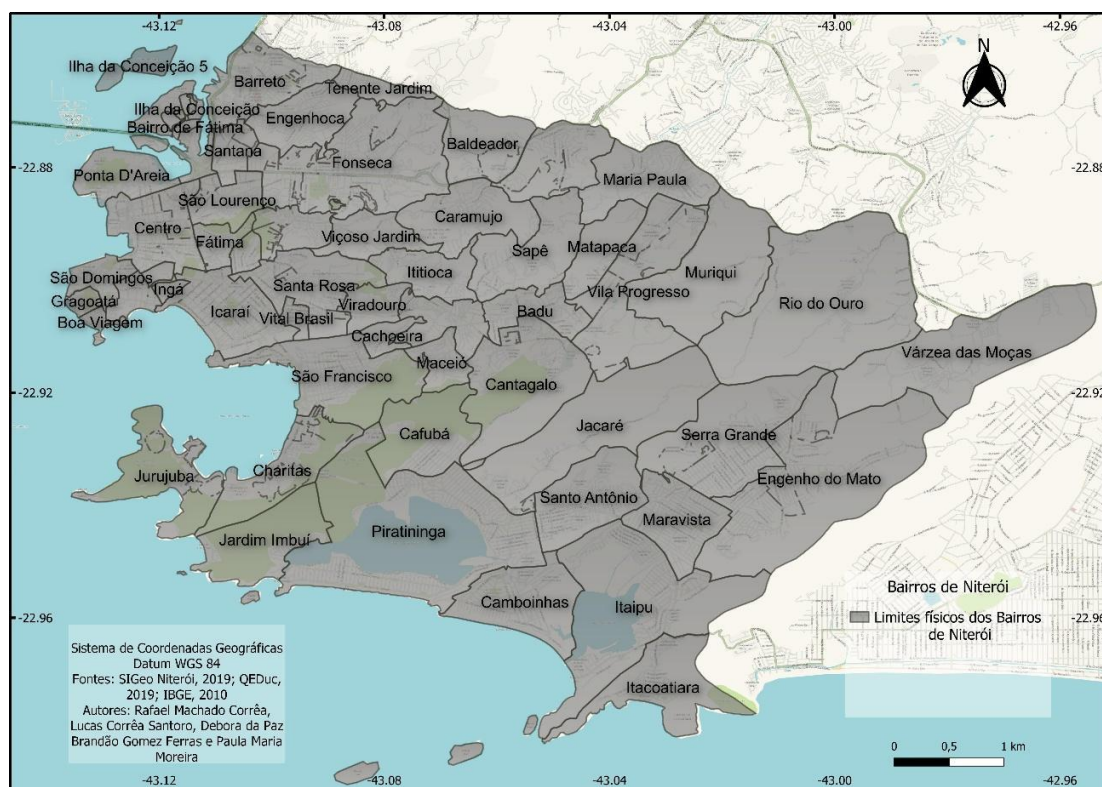 -43.12
-43.08
-43.04
-43.00
-42.96
N
Ilha da Conceição 5
Barreto
Tenente Jardim
Ilha da Conceição
Engenhoca
Bairro de Fátima
Santana
Baldeador
Fonseca
-22.88
-22.88
Ponta D'Areia
Maria Paula
São Lourenço
Caramujo
Centro
Fátima
Viçoso Jardim
Sapê
Matapaca
Ititioca
Muriqui
São Domingos
Ingá
Santa Rosa
Vila Progresso
Rio do Ouro
Gragoatá
Icaraí
Viradouro
Boa Viagem
Vital Brasil
Badu
Cachoeira
Várzea das Moças
Maceió
São Francisco
Cantagalo
-22.92
-22.92
Jacaré
Cafubá
Serra Grande
Jurujuba
Charitas
Engenho do Mato
Santo Antônio
Maravista
Piratininga
Jardim Imbuí
Bairros de Niterói
Camboinhas
Itaipu
Limites físicos dos Bairros
de Niterói
-22.96
-22.96
Sistema de Coordenadas Geográficas
Datum WGS 84
Fontes: SIGeo Niterói, 2019; QEDuc,
2019; IBGE, 2010
Autores: Rafael Machado Corrêa,
Lucas Corrêa Santoro, Debora da Paz
Brandão Gomez Ferras e Paula Maria
Moreira
Itacoatiara
0 0,5 1 km
-43.12
-43.08
-43.04
-43.00
-42.96